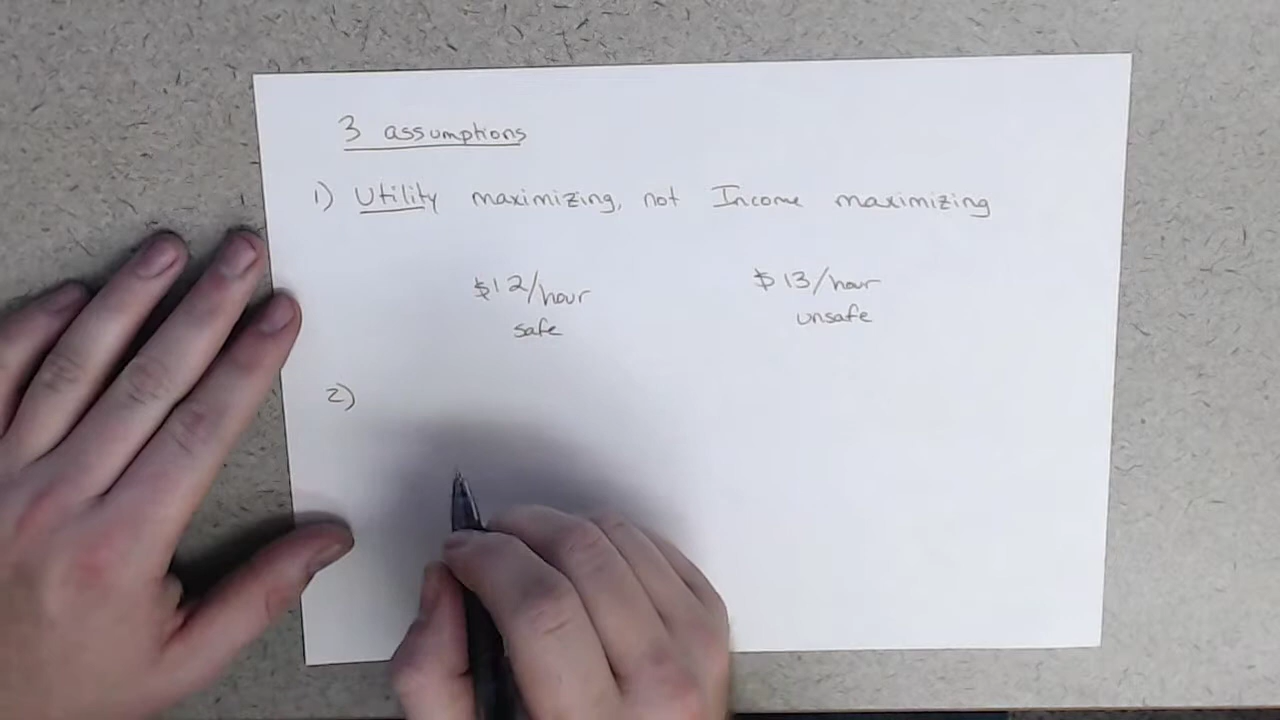 3 assumptions
1) Utility maximizing, not Income maximizing
$12/hour $13/hour
safe unsafe
2)